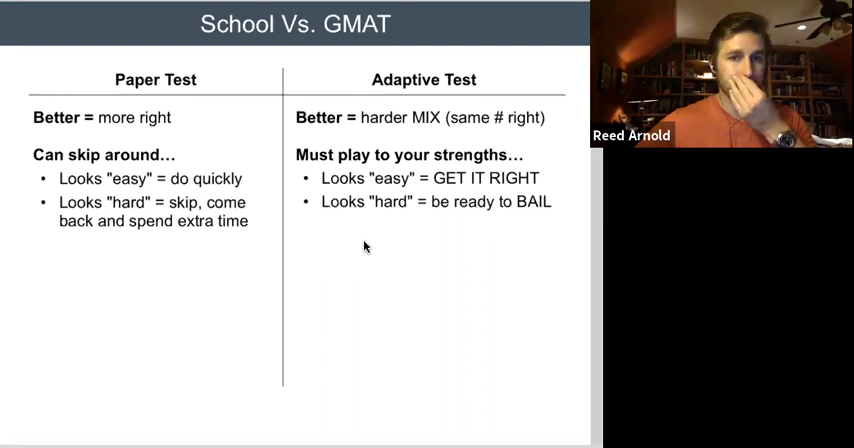 School Vs. GMAT
Paper Test
Better = more right
Can skip around...
• Looks "easy" = do quickly
• Looks "hard" = skip, come
back and spend extra time
Adaptive Test
Better = harder MIX (same # right)
Must play to your strengths...
• Looks "easy" = GET IT RIGHT
• Looks "hard" = be ready to BAIL
Reed Arnold